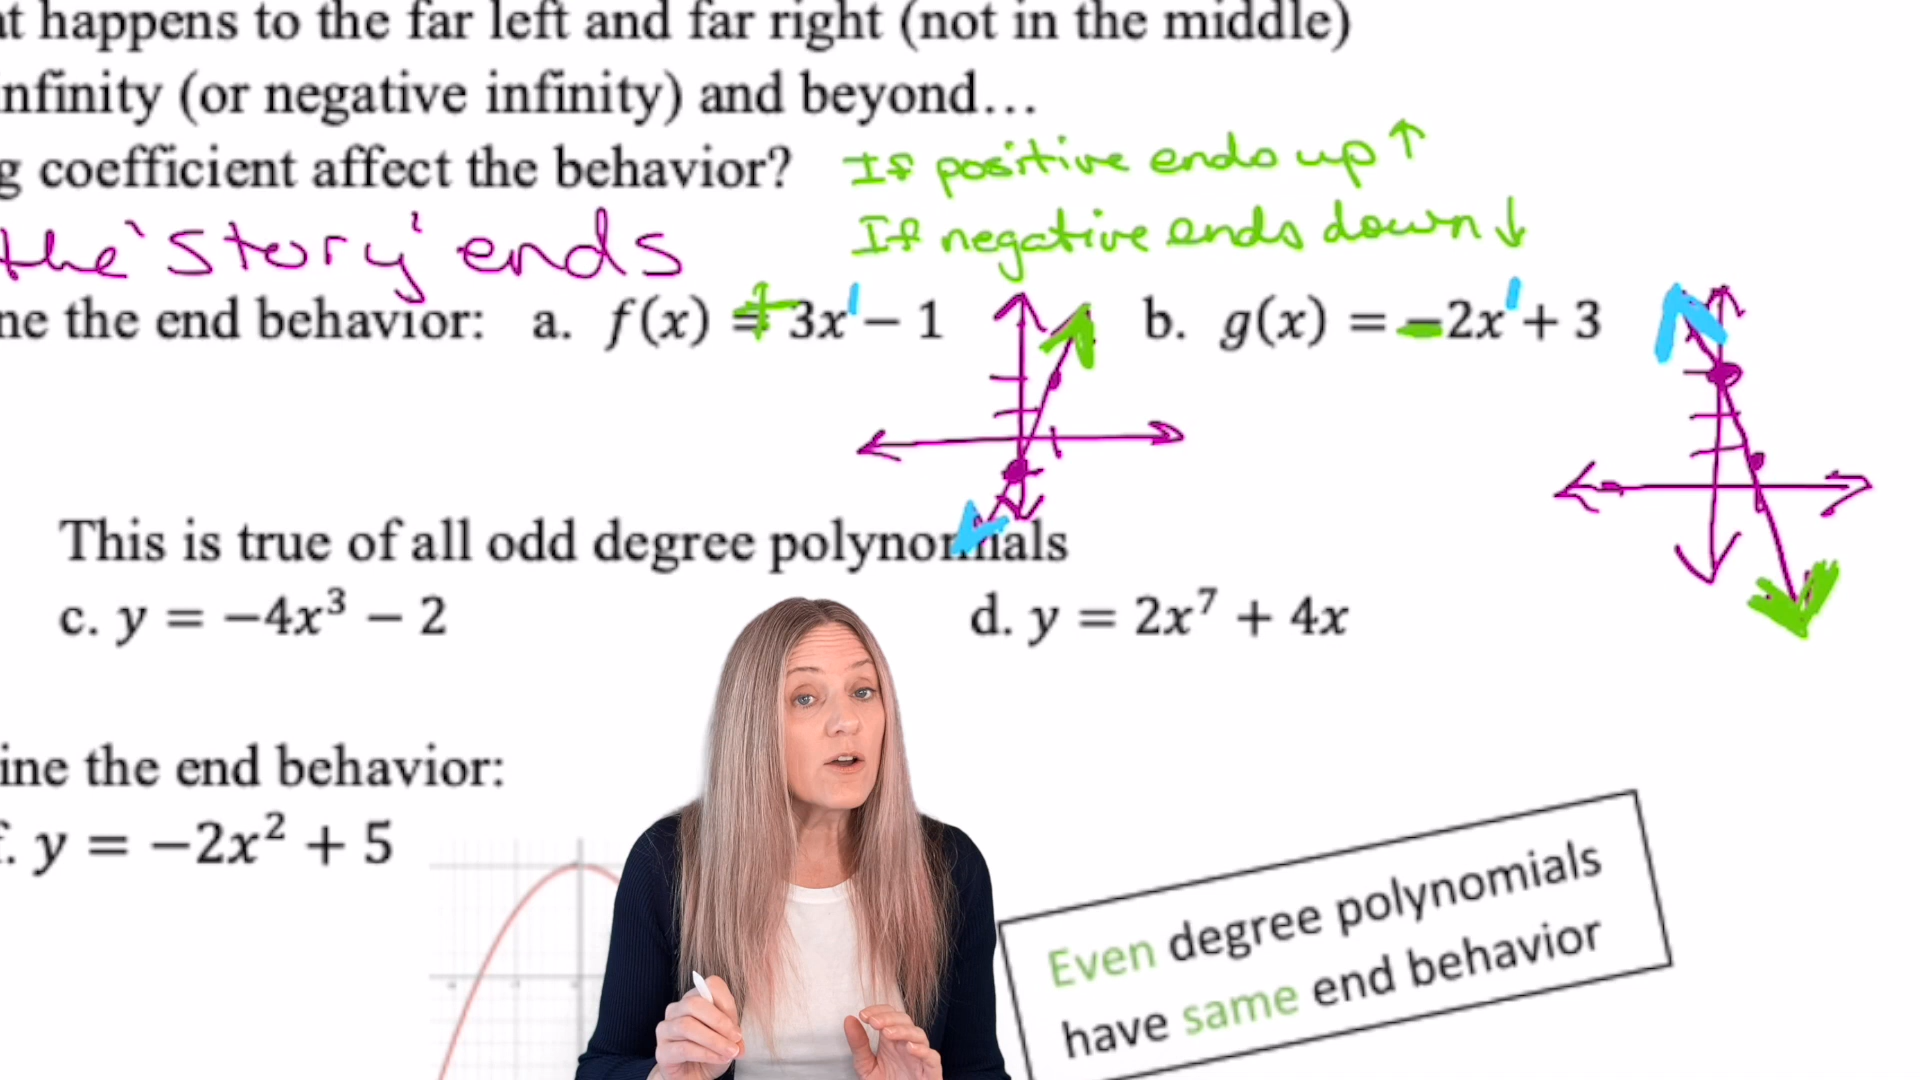 t happens to the far left and far right (not in the middle)
nfinity (or negative infinity) and beyond…
g coefficient affect the behavior? If positive ends up ↑
If negative ends down ↓
the 'story' ends
ne the end behavior: a. f(x) = + 3x¹ − 1 b. g(x) = −2x¹ + 3
This is true of all odd degree polynomials
c. y = −4x³ − 2 d. y = 2x⁷ + 4x
ine the end behavior:
f. y = −2x² + 5
Even degree polynomials
have same end behavior